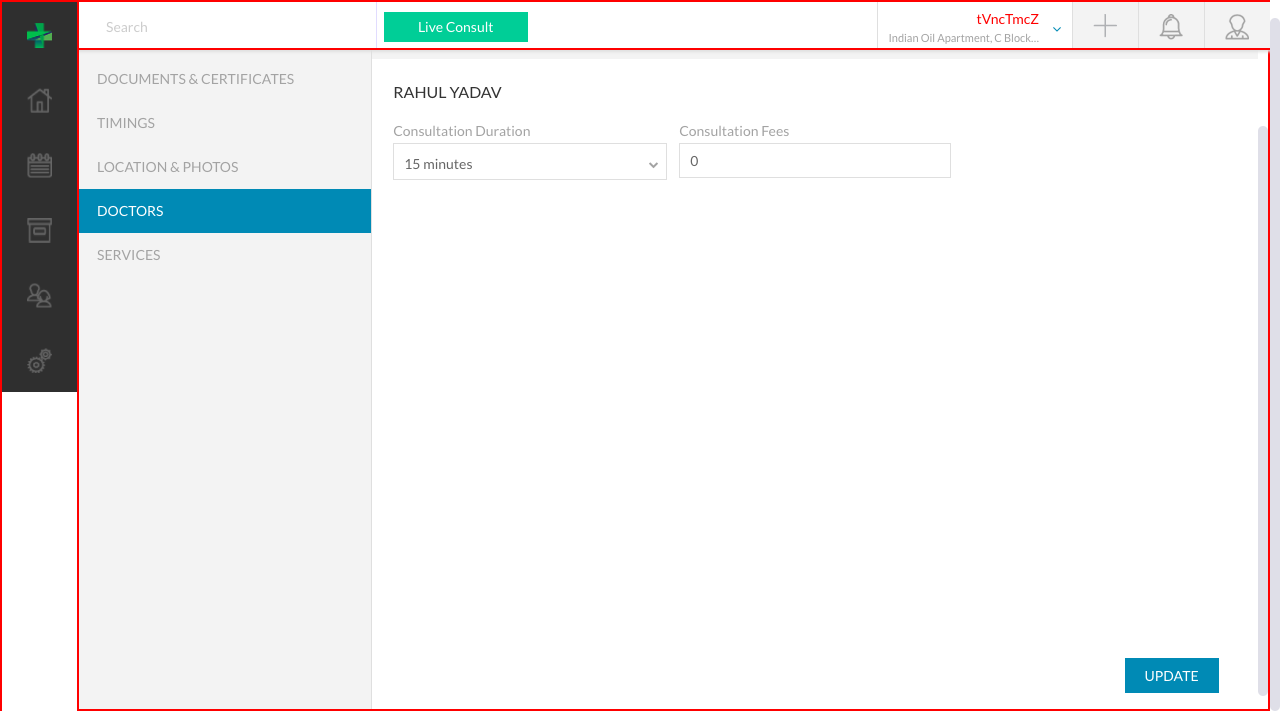 Search
Live Consult
tVncTmcZ
Indian Oil Apartment, C Block...
DOCUMENTS & CERTIFICATES
TIMINGS
LOCATION & PHOTOS
DOCTORS
SERVICES
RAHUL YADAV
Consultation Duration
Consultation Fees
15 minutes
0
UPDATE